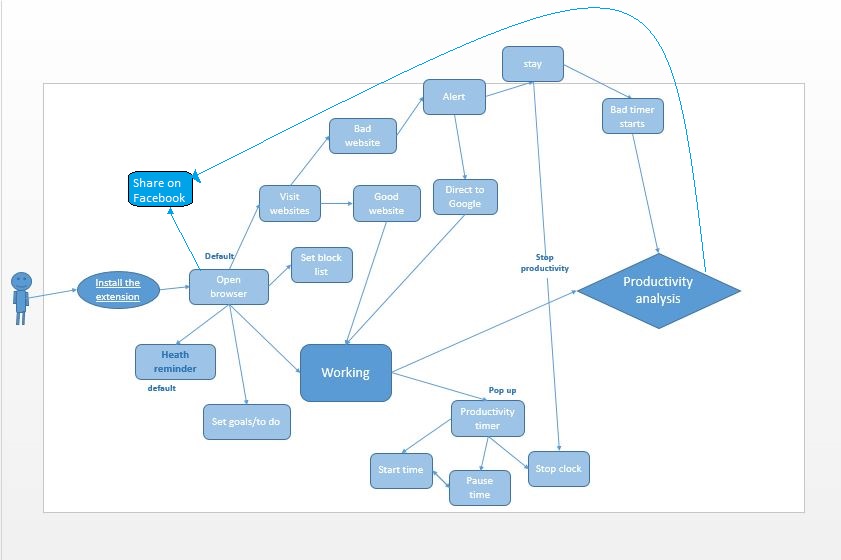 stay
Alert
Bad timer
starts
Bad
website
Share on
Facebook
Visit
websites
Good
website
Direct to
Google
Default
Set block
list
Stop
productivity
Install the
extension
Open
browser
Productivity
analysis
Heath
reminder
default
Working
Pop up
Set goals/to do
Productivity
timer
Start time
Pause
time
Stop clock